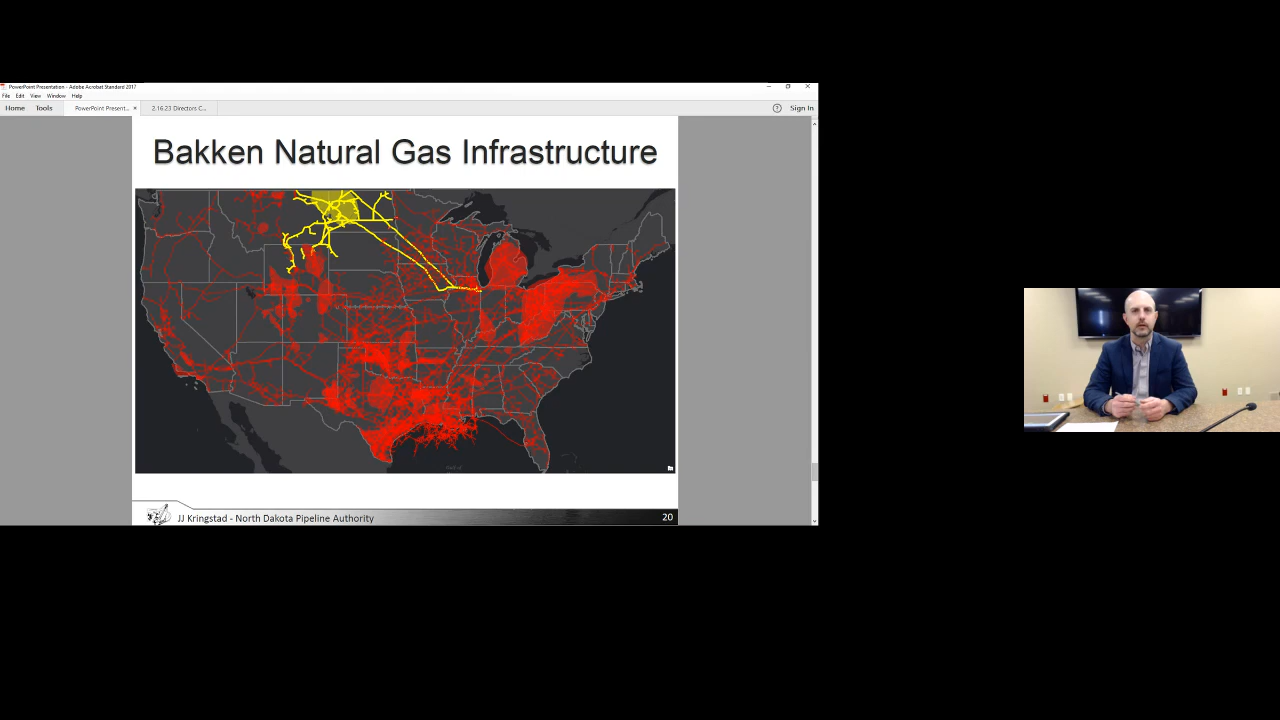 PowerPoint Presentation - Adobe Acrobat Standard 2017
File Edit View Window Help
Home Tools PowerPoint Present... × 2.16.23 Directors C... ? Sign In
Bakken Natural Gas Infrastructure
JJ Kringstad - North Dakota Pipeline Authority 20